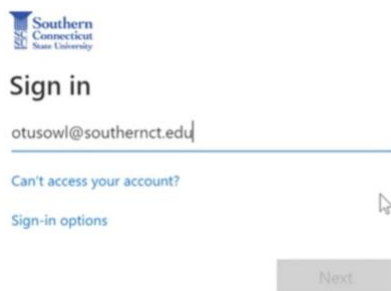 Southern
Connecticut
State University
Sign in
otusowl@southernct.edu
Can't access your account?
Sign-in options
Next